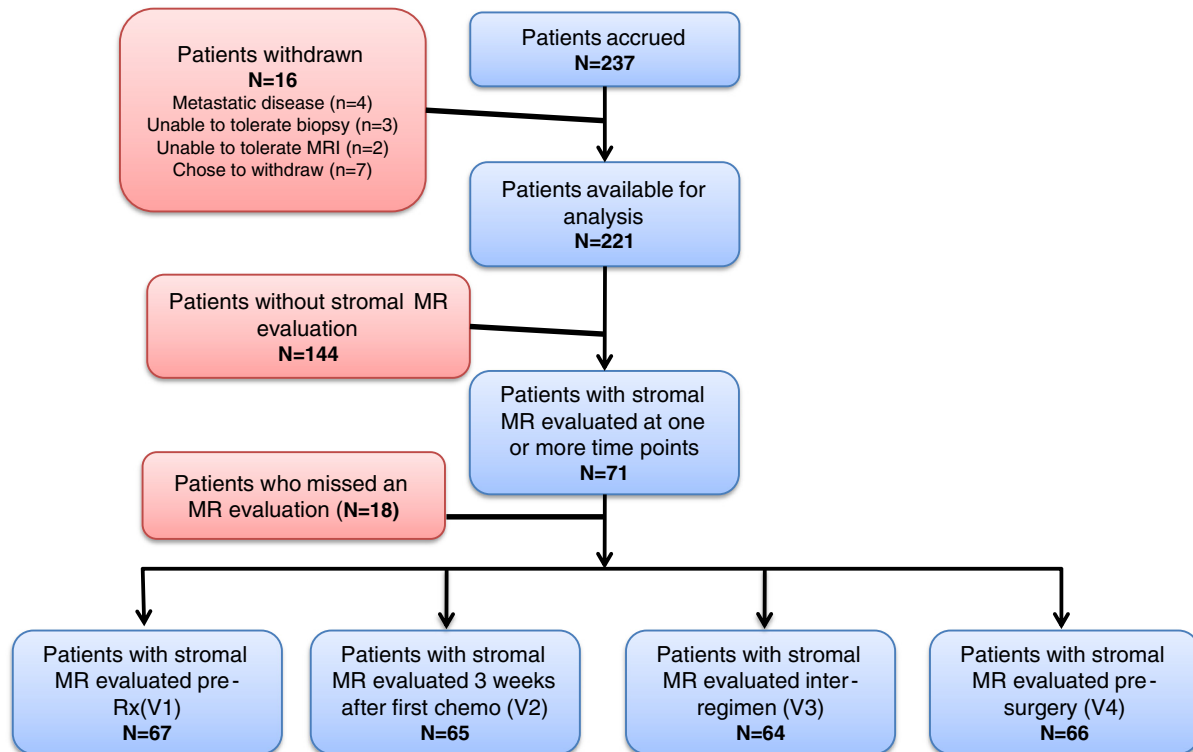 Patients withdrawn
N=16
Metastatic disease (n=4)
Unable to tolerate biopsy (n=3)
Unable to tolerate MRI (n=2)
Chose to withdraw (n=7)
Patients accrued
N=237
Patients available for
analysis
N=221
Patients without stromal MR
evaluation
N=144
Patients with stromal
MR evaluated at one
or more time points
N=71
Patients who missed an
MR evaluation (N=18)
Patients with stromal
MR evaluated pre-
Rx(V1)
N=67
Patients with stromal
MR evaluated 3 weeks
after first chemo (V2)
N=65
Patients with stromal
MR evaluated inter-
regimen (V3)
N=64
Patients with stromal
MR evaluated pre-
surgery (V4)
N=66